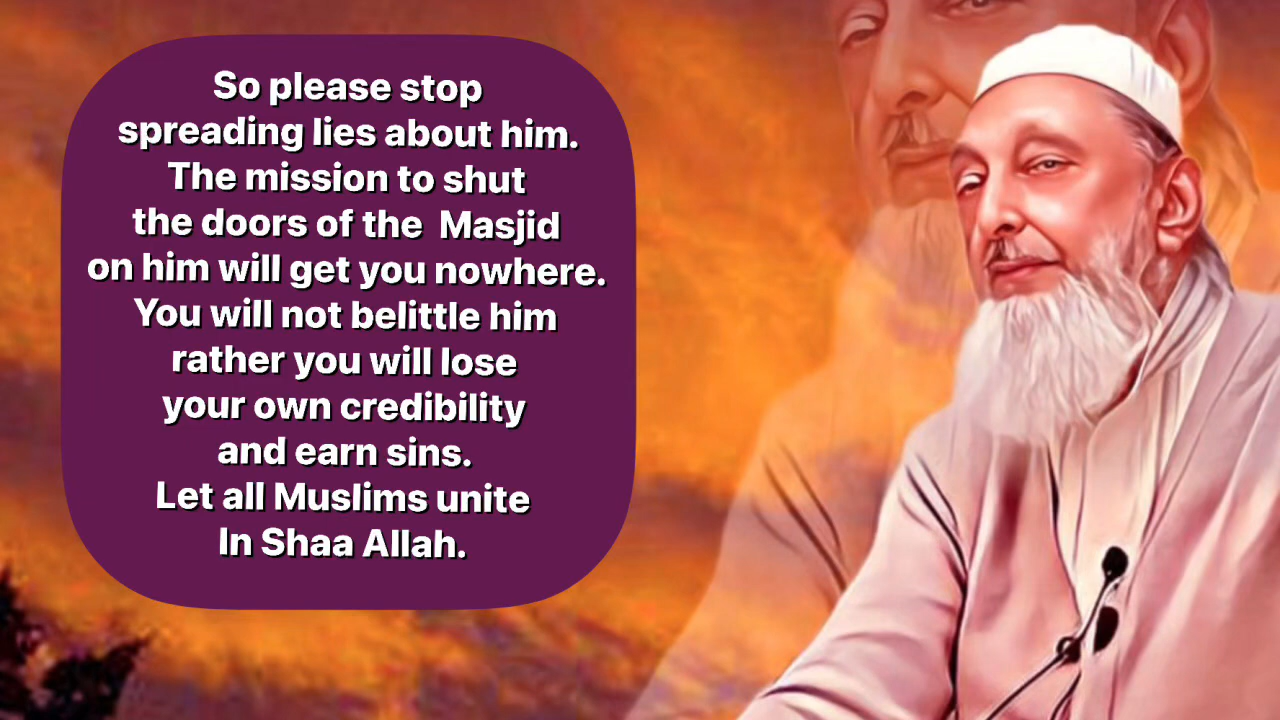 So please stop
spreading lies about him.
The mission to shut
the doors of the  Masjid
on him will get you nowhere.
You will not belittle him
rather you will lose
your own credibility
and earn sins.
Let all Muslims unite
In Shaa Allah.